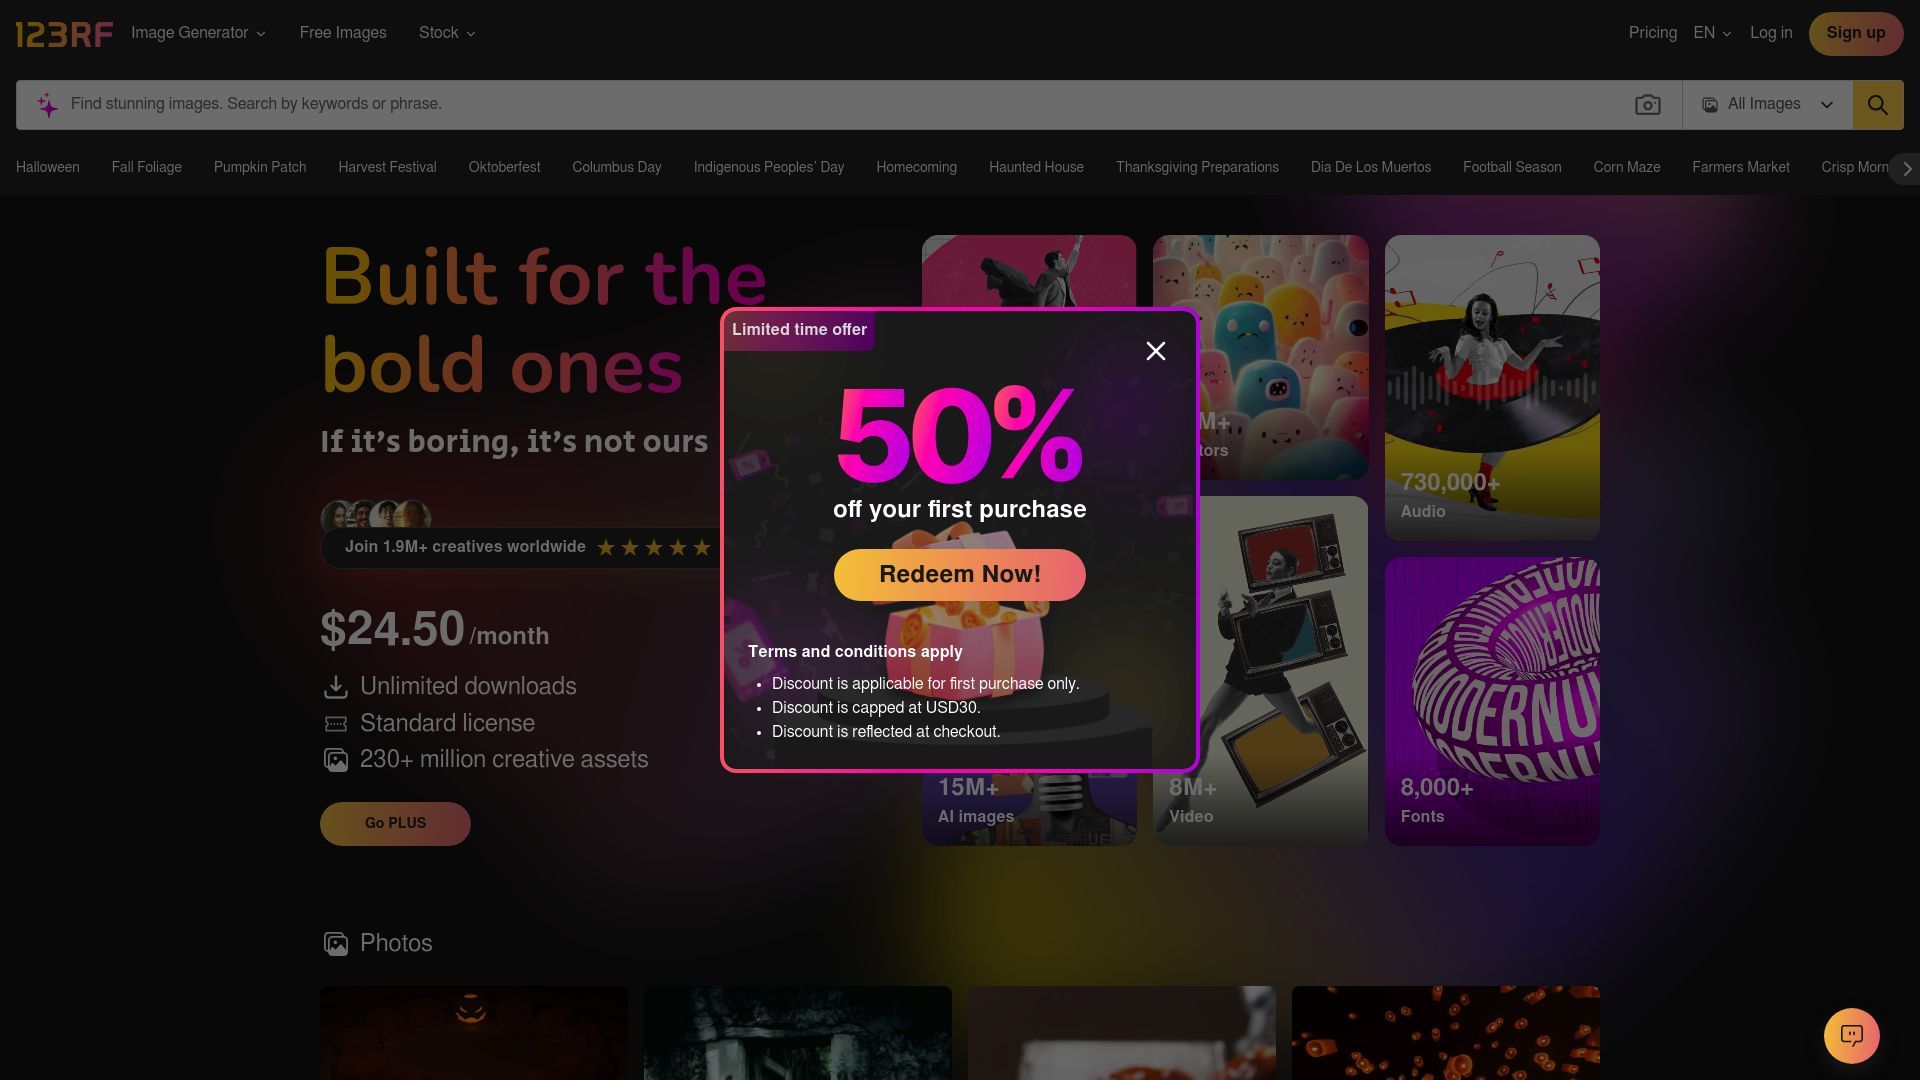 123RF
Image Generator
Free Images
Stock
Pricing
EN
Log in
Sign up
Find stunning images. Search by keywords or phrase.
All Images
Halloween
Fall Foliage
Pumpkin Patch
Harvest Festival
Oktoberfest
Columbus Day
Indigenous Peoples’ Day
Homecoming
Haunted House
Thanksgiving Preparations
Dia De Los Muertos
Football Season
Corn Maze
Farmers Market
Crisp Morn
Built for the
bold ones
If it’s boring, it’s not ours
Join 1.9M+ creatives worldwide
$24.50 /month
Unlimited downloads
Standard license
230+ million creative assets
Go PLUS
Limited time offer
50%
off your first purchase
Redeem Now!
Terms and conditions apply
• Discount is applicable for first purchase only.
• Discount is capped at USD30.
• Discount is reflected at checkout.
M+
tors
730,000+
Audio
15M+
AI images
8M+
Video
8,000+
Fonts
Photos